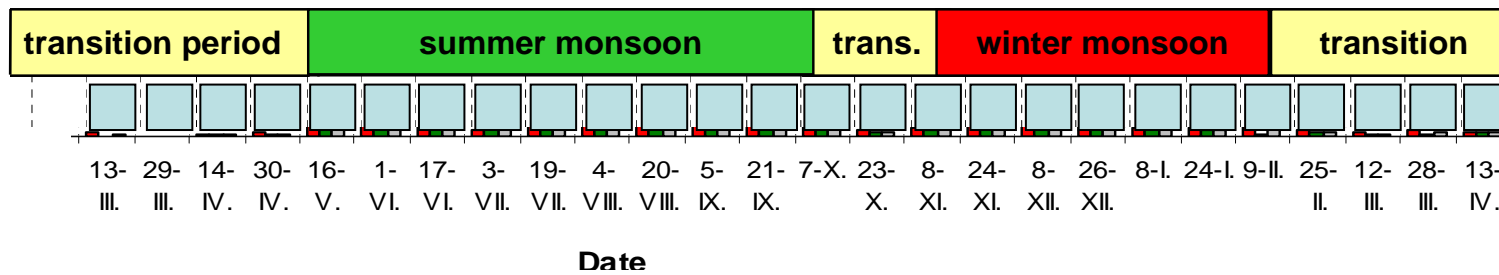 transition period summer monsoon trans. winter monsoon transition
13- 29- 14- 30- 16- 1- 17- 3- 19- 4- 20- 5- 21- 7-X. 23- 8- 24- 8- 26- 8-I. 24-I. 9-II. 25- 12- 28- 13-
III. III. IV. IV. V. VI. VI. VII. VII. VIII. VIII. IX. IX. X. XI. XI. XII. XII. II. III. III. IV.
Date